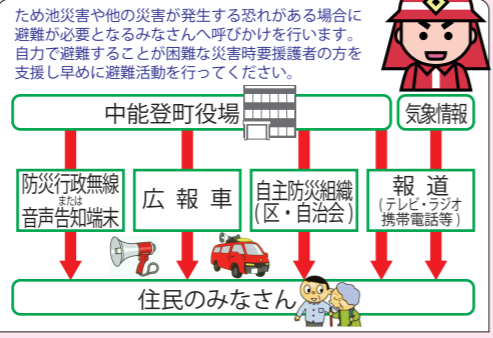 ため池災害や他の災害が発生する恐れがある場合に
避難が必要となるみなさんへ呼びかけを行います。
自力で避難することが困難な災害時要援護者の方を
支援し早めに避難活動を行ってください。
中能登町役場
気象情報
防災行政無線
または
音声告知端末
広報車
自主防災組織
(区・自治会)
報道
(テレビ・ラジオ
携帯電話等)
住民のみなさん